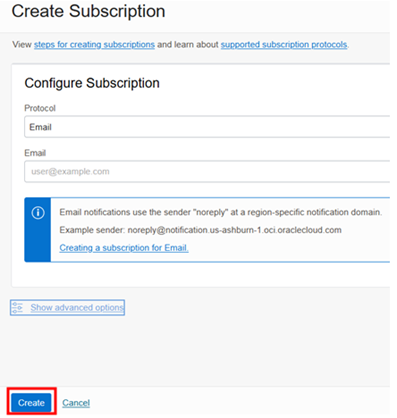 Create Subscription
View steps for creating subscriptions and learn about supported subscription protocols.
Configure Subscription
Protocol
Email
Email
user@example.com
Email notifications use the sender "noreply" at a region-specific notification domain.
Example sender: noreply@notification.us-ashburn-1.oci.oraclecloud.com
Creating a subscription for Email.
Show advanced options
Create Cancel